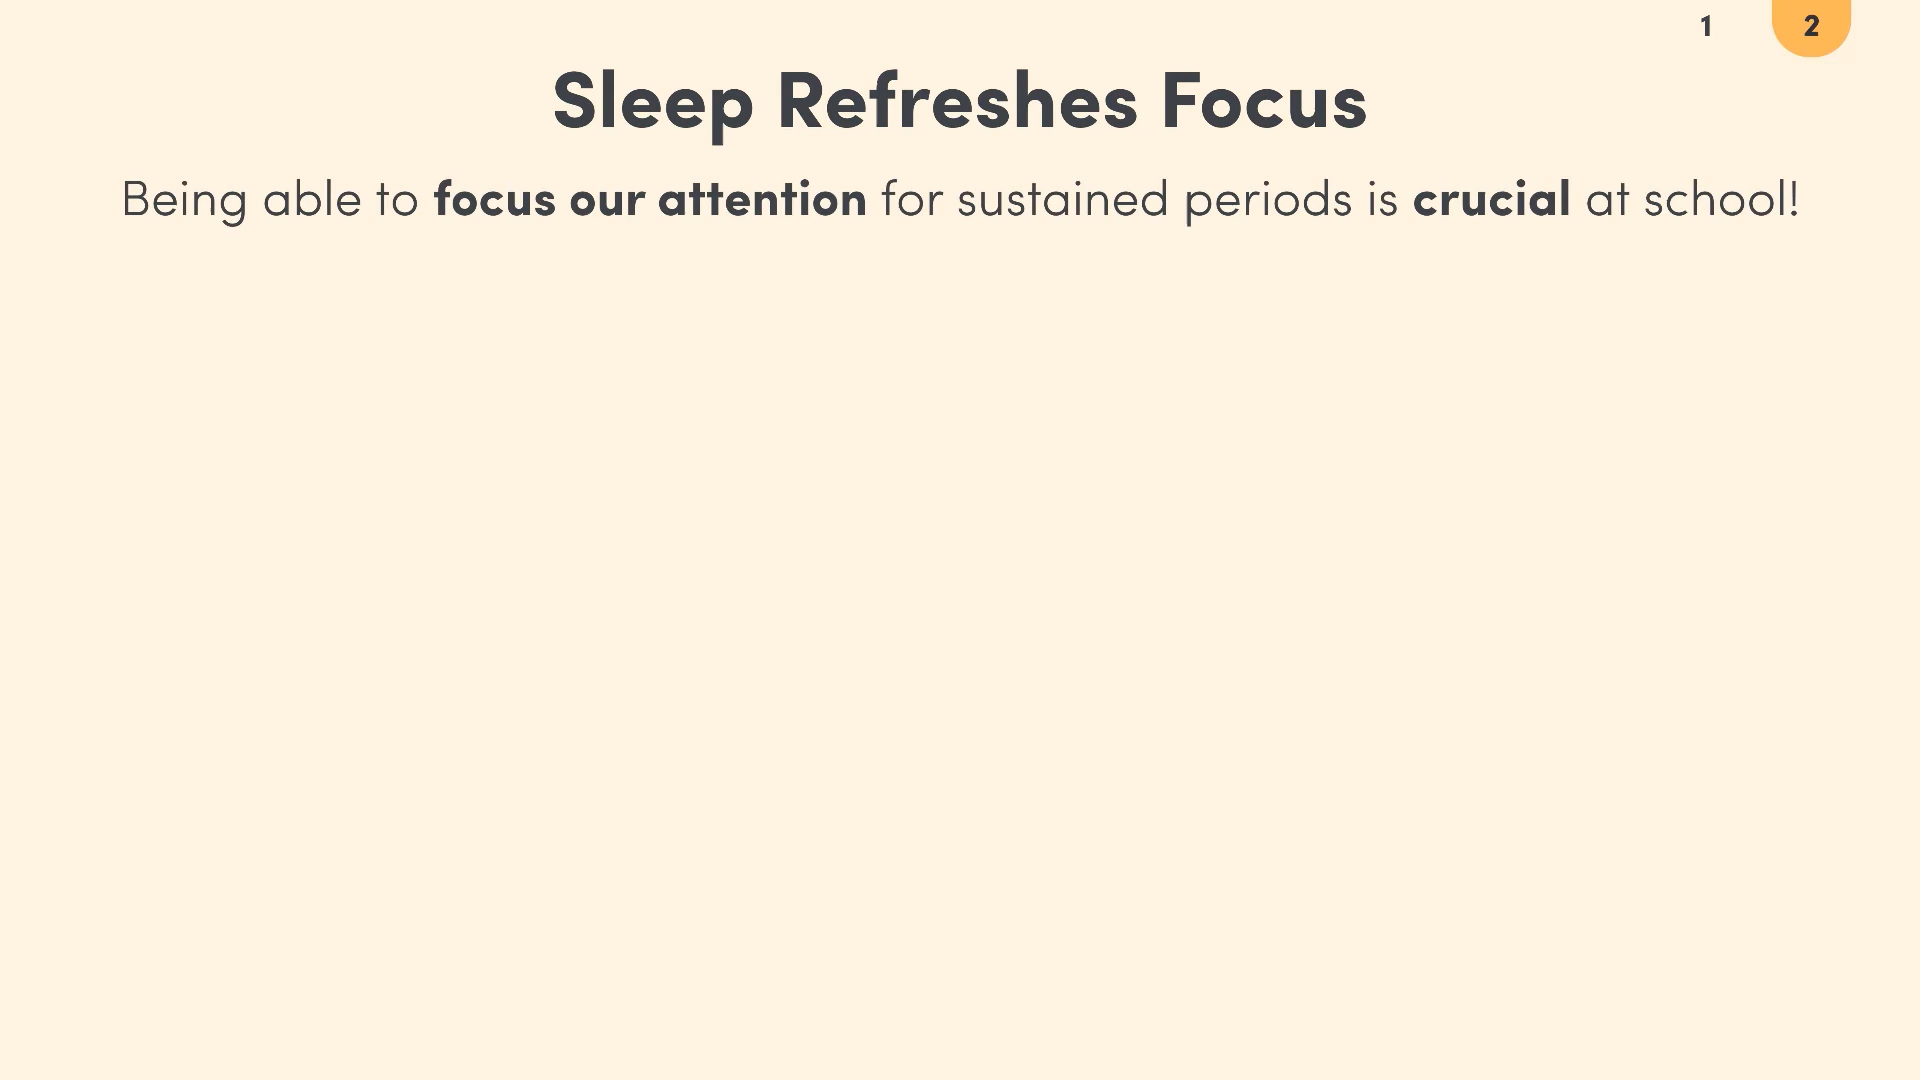 1 2
Sleep Refreshes Focus
Being able to focus our attention for sustained periods is crucial at school!